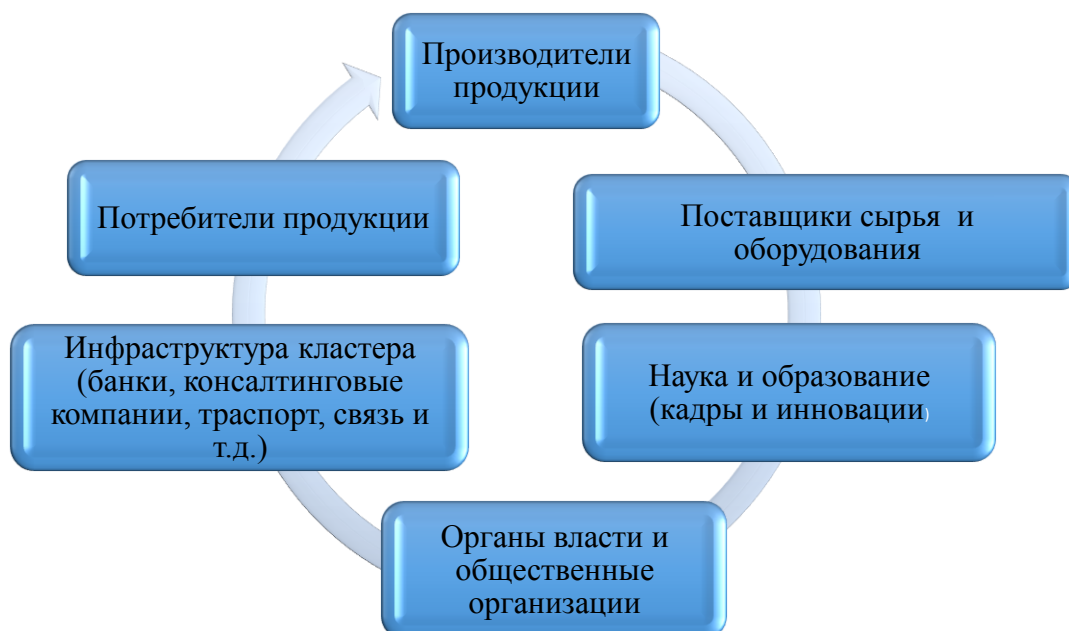 Производители
продукции
Поставщики сырья и
оборудования
Наука и образование
(кадры и инновации)
Органы власти и
общественные
организации
Инфраструктура кластера
(банки, консалтинговые
компании, траспорт, связь и
т.д.)
Потребители продукции